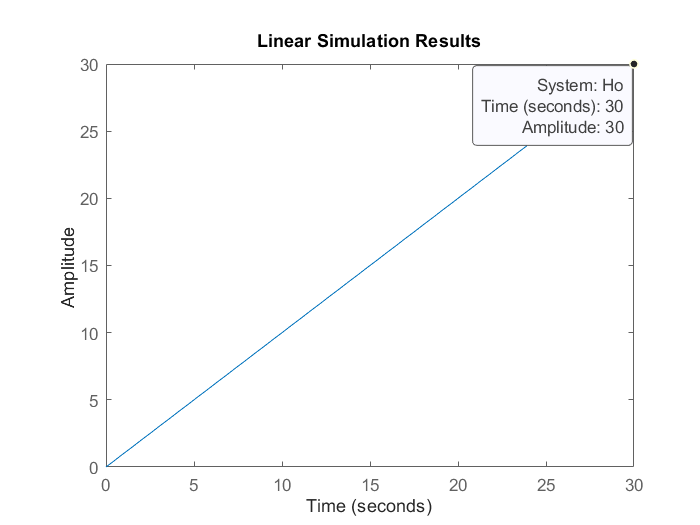 Linear Simulation Results
System: Ho
Time (seconds): 30
Amplitude: 30
30
25
20
15
10
5
0
Amplitude
0 5 10 15 20 25 30
Time (seconds)